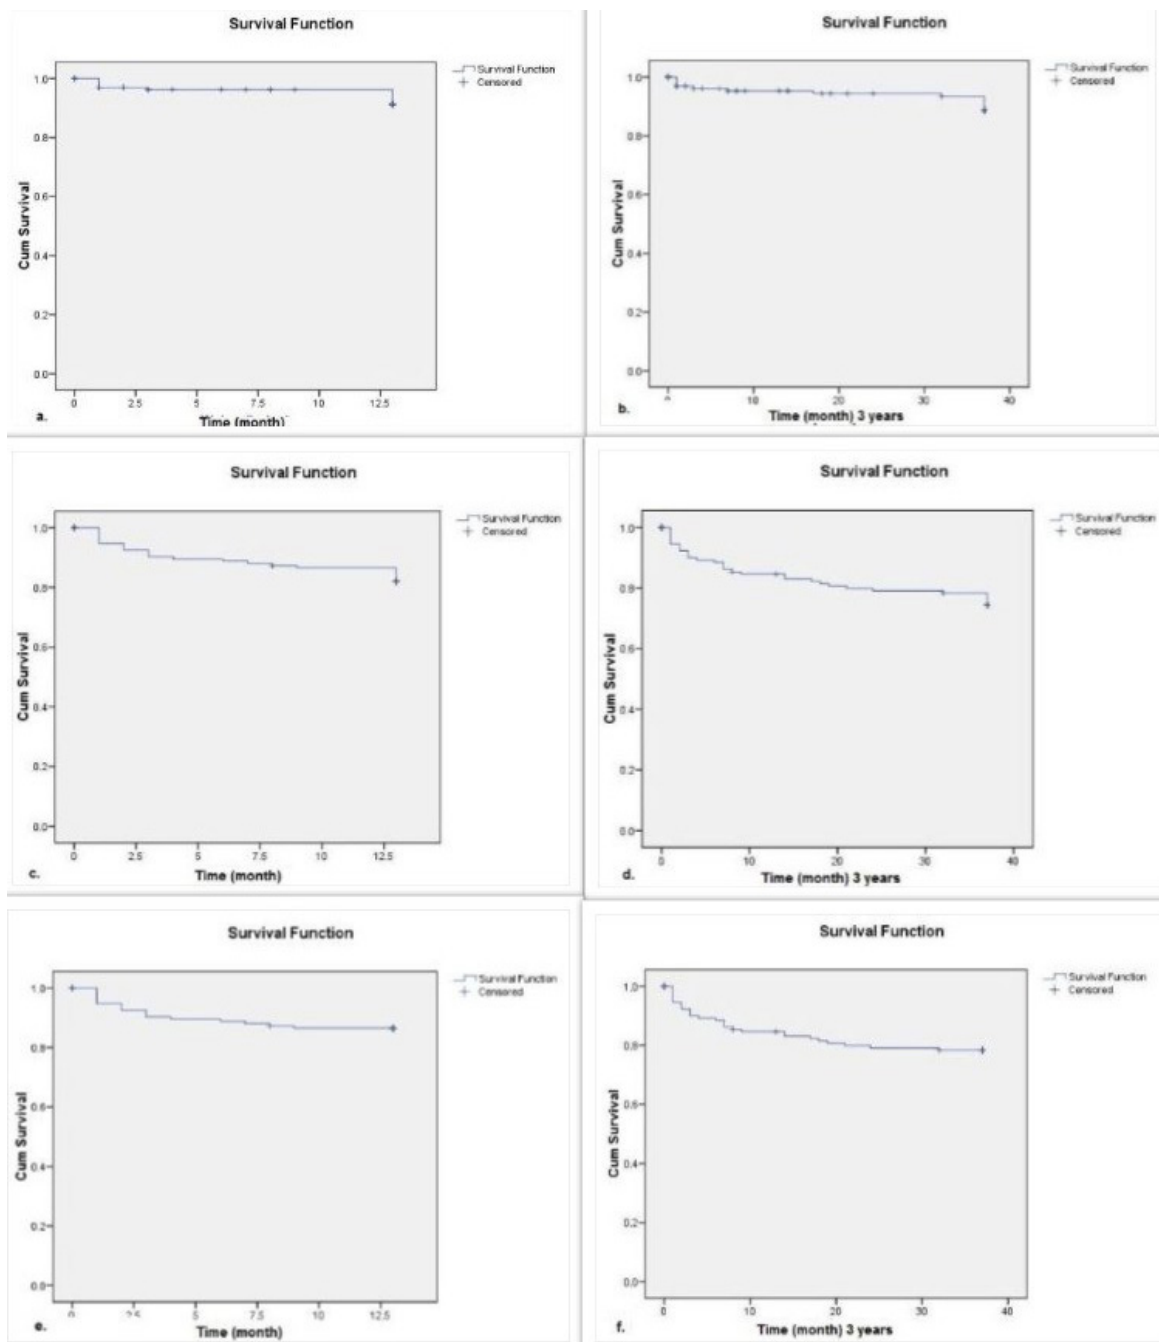 Survival Function
Survival Function
Censored
1.0
0.8
0.6
0.4
0.2
0.0
Cum Survival
0 2.5 5 7.5 10 12.5
a.
Time (month)
Survival Function
Survival Function
Censored
1.0
0.8
0.6
0.4
0.2
0.0
Cum Survival
10 20 30 40
b.
Time (month) 3 years
Survival Function
Survival Function
Censored
1.0
0.8
0.6
0.4
0.2
0.0
Cum Survival
0 2.5 5 7.5 10 12.5
c.
Time (month)
Survival Function
Survival Function
Censored
1.0
0.8
0.6
0.4
0.2
0.0
Cum Survival
0 10 20 30 40
d.
Time (month) 3 years
Survival Function
Survival Function
Censored
1.0
0.8
0.6
0.4
0.2
0.0
Cum Survival
0 2.5 5 7.5 10 12.5
e.
Time (month)
Survival Function
Survival Function
Censored
1.0
0.8
0.6
0.4
0.2
0.0
Cum Survival
0 10 20 30 40
f.
Time (month) 3 years